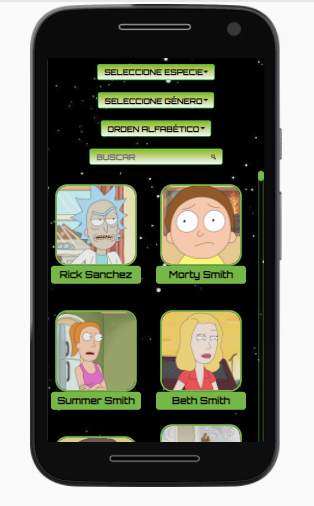 SELECCIONE ESPECIE
SELECCIONE GÉNERO
ORDEN ALFABÉTICO
BUSCAR
Rick Sanchez
Morty Smith
Summer Smith
Beth Smith